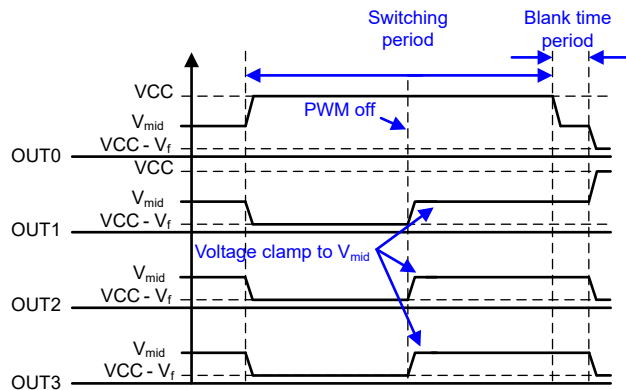 Switching
period
Blank time
period
VCC
PWM off
Vmid
VCC - Vf
OUT0
VCC
Vmid
VCC - Vf
OUT1
Voltage clamp to Vmid
Vmid
VCC - Vf
OUT2
Vmid
VCC - Vf
OUT3